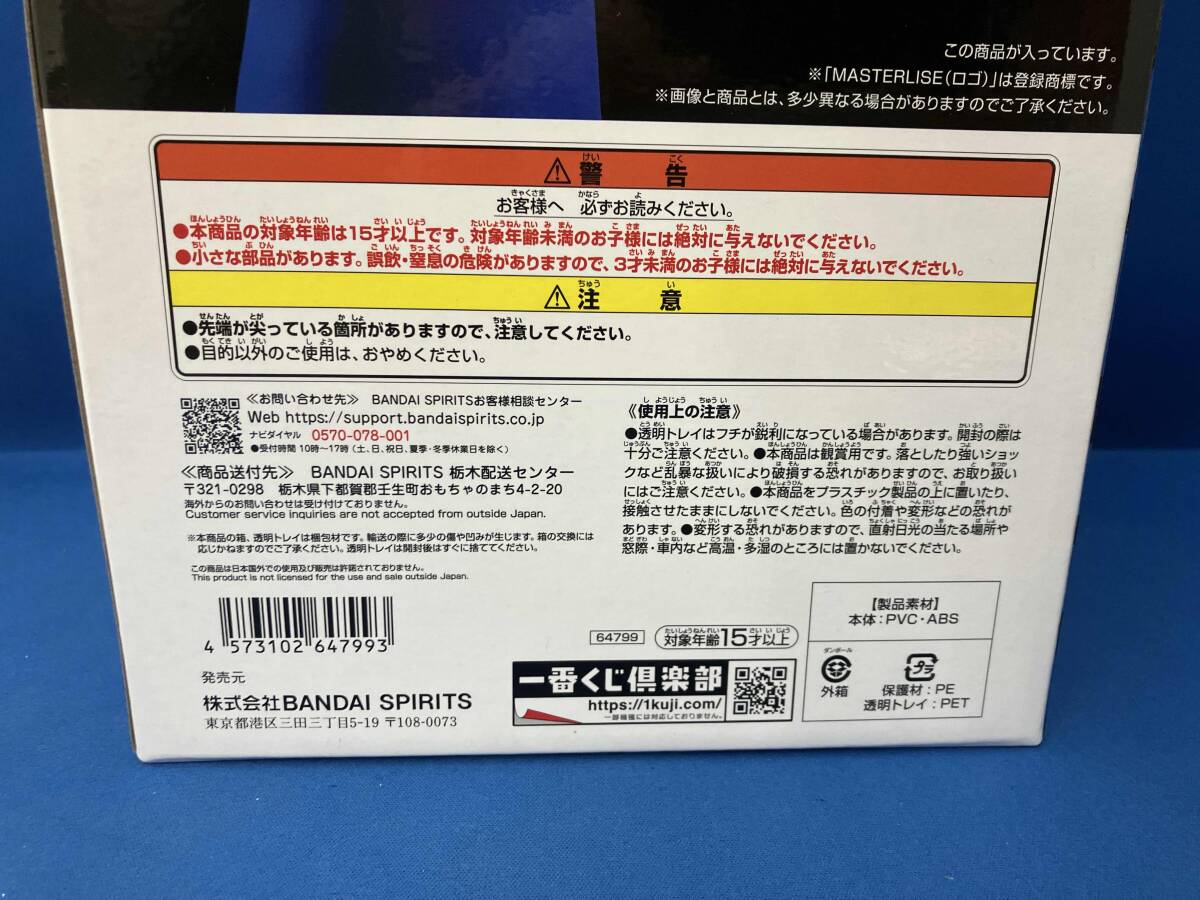 この商品が入っています。
※「MASTERLISE(ロゴ)」は登録商標です。
※画像と商品とは、多少異なる場合がありますのでご了承ください。
⚠警告
お客様へ 必ずお読みください。
●本商品の対象年齢は15才以上です。対象年齢未満のお子様には絶対に与えないでください。
●小さな部品があります。誤飲・窒息の危険がありますので、3才未満のお子様には絶対に与えないでください。
⚠注意
●先端が尖っている箇所がありますので、注意してください。
●目的以外のご使用は、おやめください。
≪お問い合わせ先≫ BANDAI SPIRITSお客様相談センター
Web https://support.bandaispirits.co.jp
ナビダイヤル 0570-078-001
●受付時間 10時~17時(土、日、祝日、夏季・冬季休業日を除く)
≪商品送付先≫ BANDAI SPIRITS 栃木配送センター
〒321-0298 栃木県下都賀郡壬生町おもちゃのまち4-2-20
海外からのお問い合わせは受け付けておりません。
Customer service inquiries are not accepted from outside Japan.
※本商品の箱、透明トレイは梱包材です。輸送の際に多少の傷や凹みが生じます。箱の交換には
応じかねますのでご了承ください。透明トレイは開封後はすぐに捨ててください。
この商品は日本国外での使用及び販売は許諾されておりません。
This product is not licensed for the use and sale outside Japan.
《使用上の注意》
●透明トレイはフチが鋭利になっている場合があります。開封の際は
十分ご注意ください。●本商品は観賞用です。落としたり強いショッ
クなど乱暴な扱いにより破損する恐れがありますので、お取り扱い
にはご注意ください。●本商品をプラスチック製品の上に置いたり、
接触させたままにしないでください。色の付着や変形などの恐れが
あります。●変形する恐れがありますので、直射日光の当たる場所や
窓際・車内など高温・多湿のところには置かないでください。
4 573102 647993
64799
対象年齢15才以上
【製品素材】
本体:PVC・ABS
ダンボール
外箱
プラ
保護材:PE
透明トレイ:PET
発売元
株式会社BANDAI SPIRITS
東京都港区三田三丁目5-19 〒108-0073
一番くじ倶楽部
https://1kuji.com/
一部機種には対応しておりません。